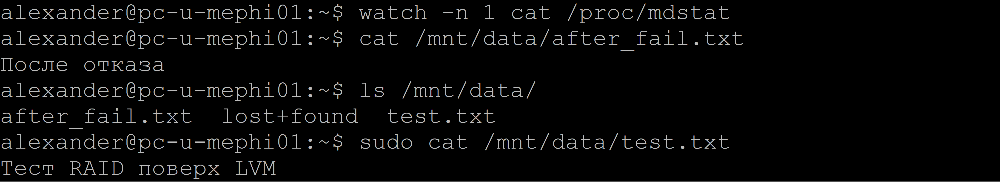 alexander@pc-u-mephi01:~$ watch -n 1 cat /proc/mdstat
alexander@pc-u-mephi01:~$ cat /mnt/data/after_fail.txt
После отказа
alexander@pc-u-mephi01:~$ ls /mnt/data/
after_fail.txt  lost+found  test.txt
alexander@pc-u-mephi01:~$ sudo cat /mnt/data/test.txt
Тест RAID поверх LVM